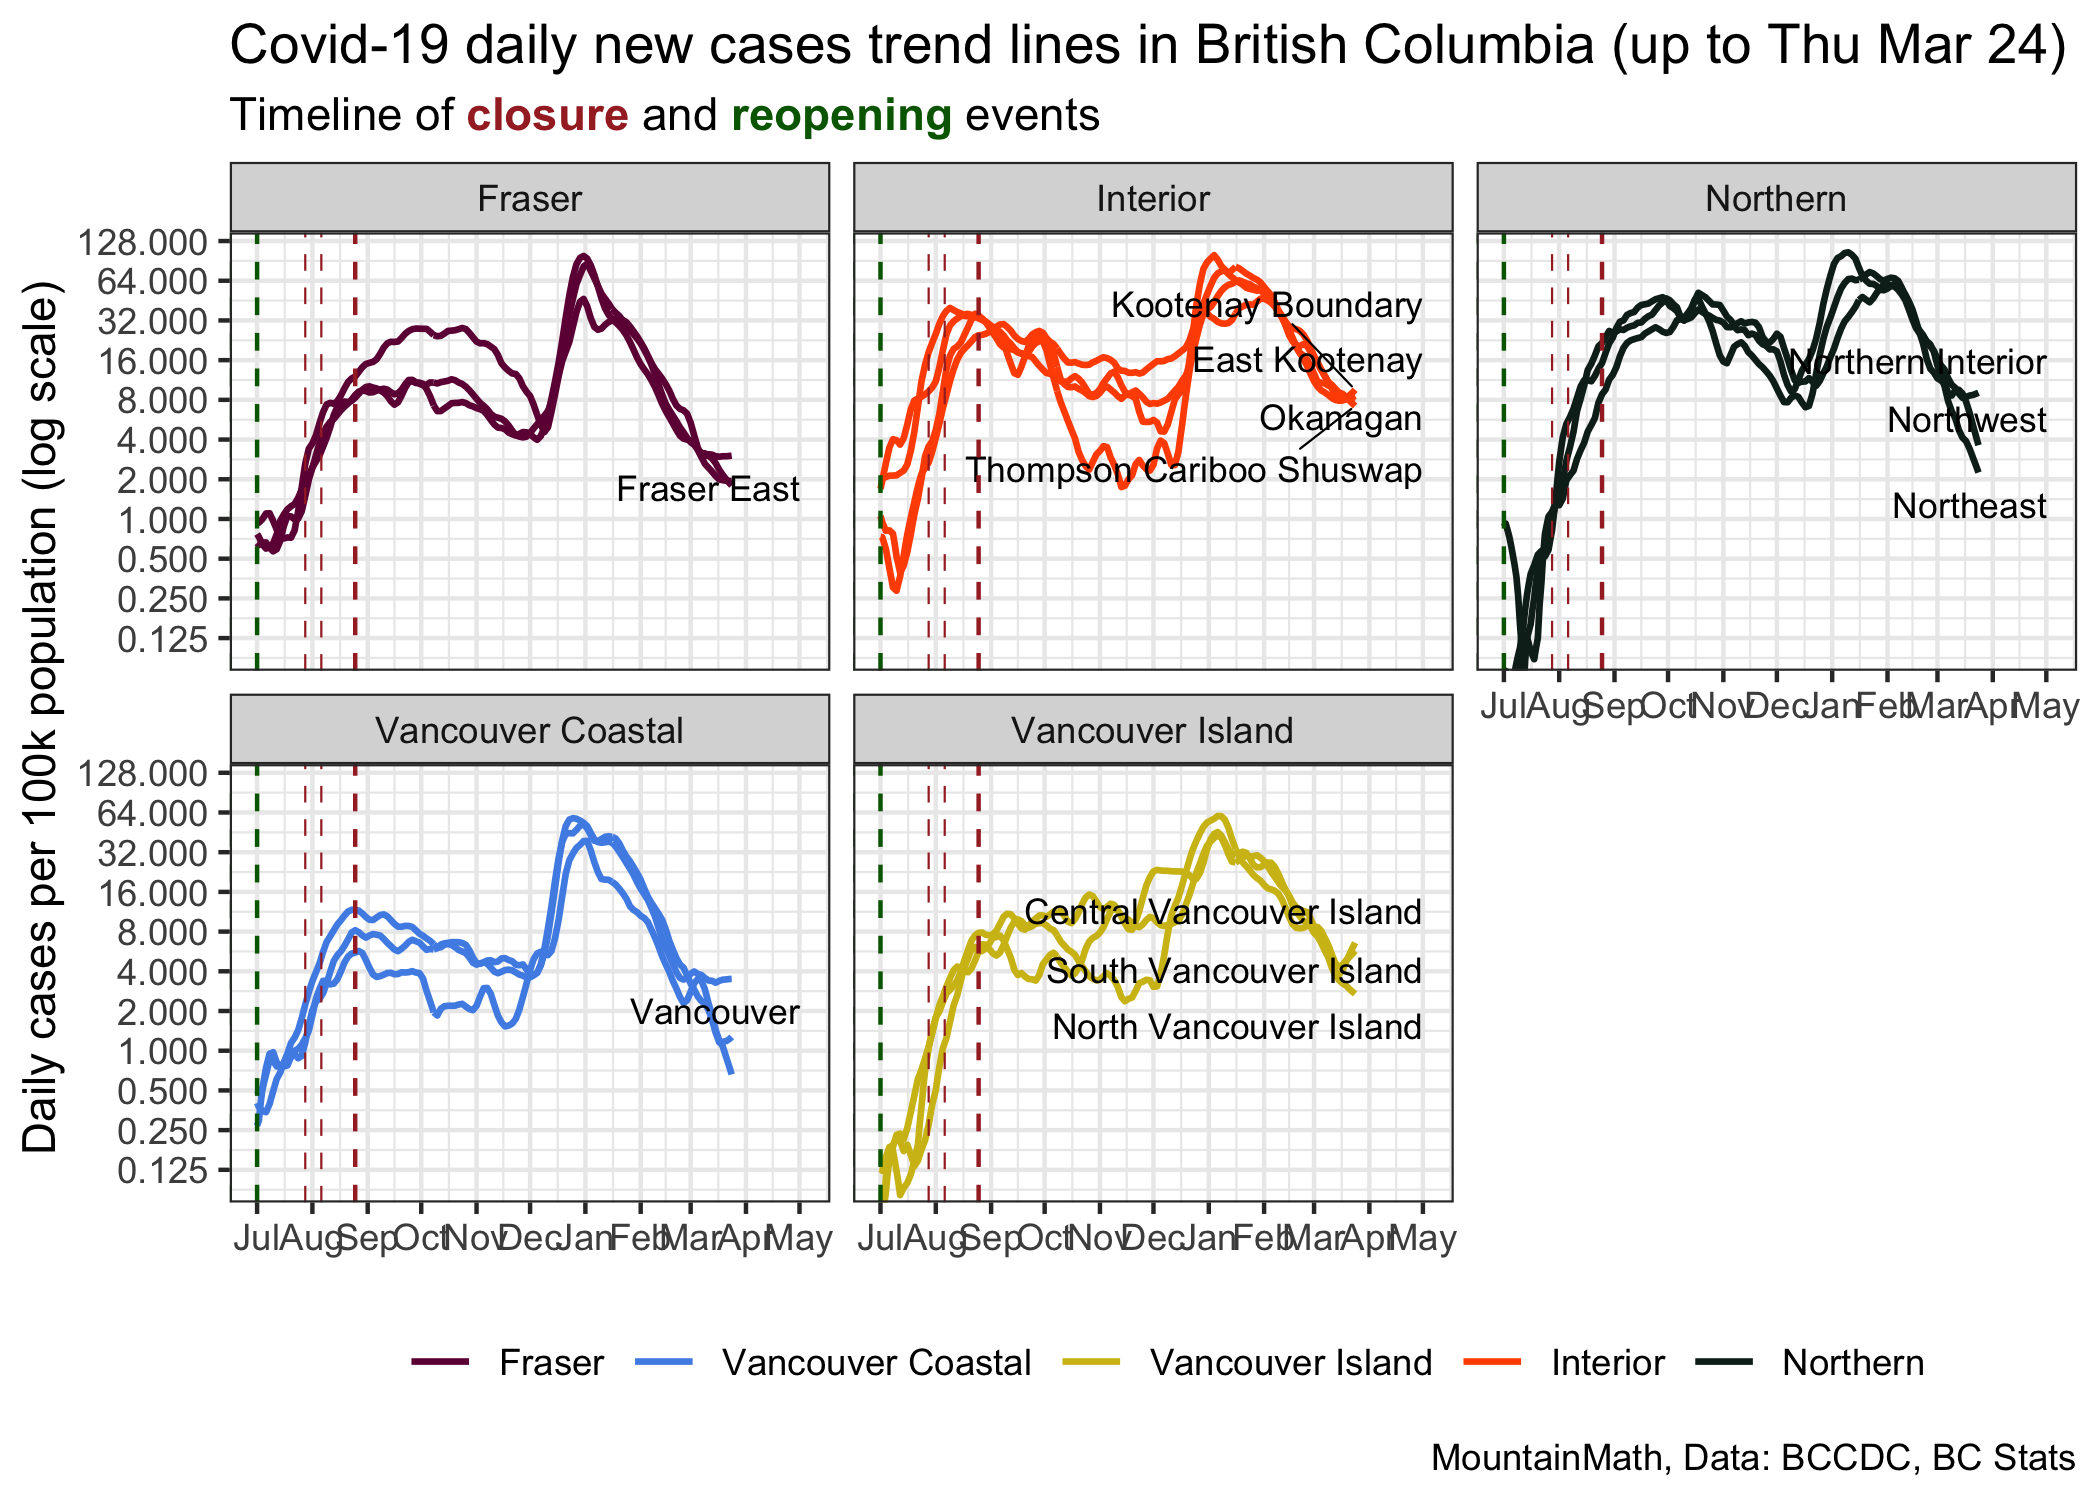 Covid-19 daily new cases trend lines in British Columbia (up to Thu Mar 24)
Timeline of closure and reopening events
Daily cases per 100k population (log scale)
Fraser
Interior
Northern
128.000
64.000
32.000
16.000
8.000
4.000
2.000
1.000
0.500
0.250
0.125
Fraser East
Kootenay Boundary
East Kootenay
Okanagan
Thompson Cariboo Shuswap
Northern Interior
Northwest
Northeast
Jul Aug Sep Oct Nov Dec Jan Feb Mar Apr May
Vancouver Coastal
Vancouver Island
128.000
64.000
32.000
16.000
8.000
4.000
2.000
1.000
0.500
0.250
0.125
Vancouver
Central Vancouver Island
South Vancouver Island
North Vancouver Island
Jul Aug Sep Oct Nov Dec Jan Feb Mar Apr May
Jul Aug Sep Oct Nov Dec Jan Feb Mar Apr May
Fraser Vancouver Coastal Vancouver Island Interior Northern
MountainMath, Data: BCCDC, BC Stats